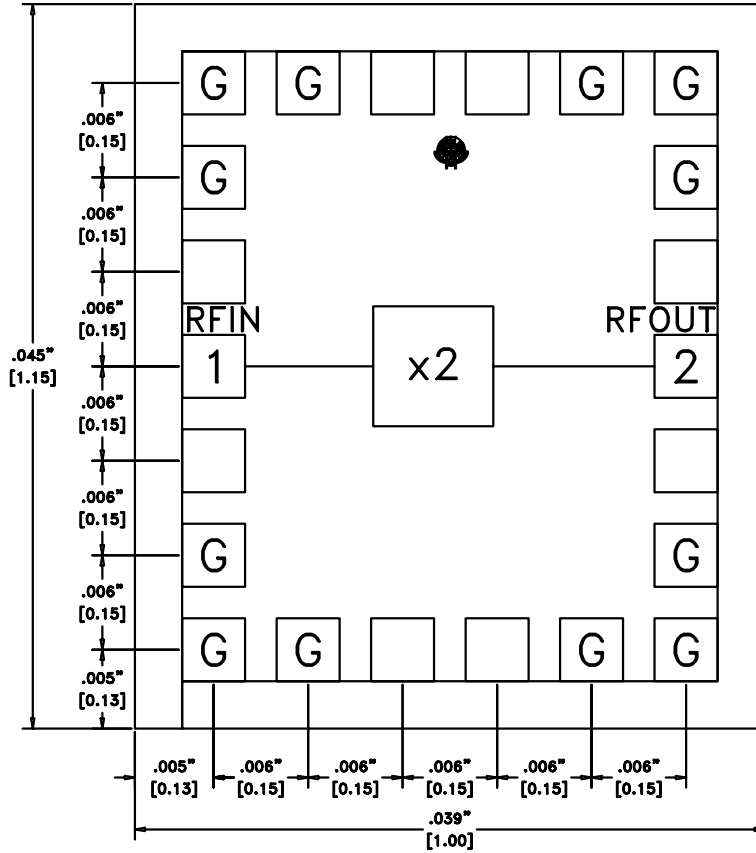 G G G G
.006"
[0.15]
G G
.006"
[0.15]
.006"
[0.15]
RFIN RFOUT
.045"
[1.15]
1 x2 2
.006"
[0.15]
.006"
[0.15]
G G
.006"
[0.15]
G G G G
.005"
[0.13]
.005" .006" .006" .006" .006" .006"
[0.13] [0.15] [0.15] [0.15] [0.15] [0.15]
.039"
[1.00]